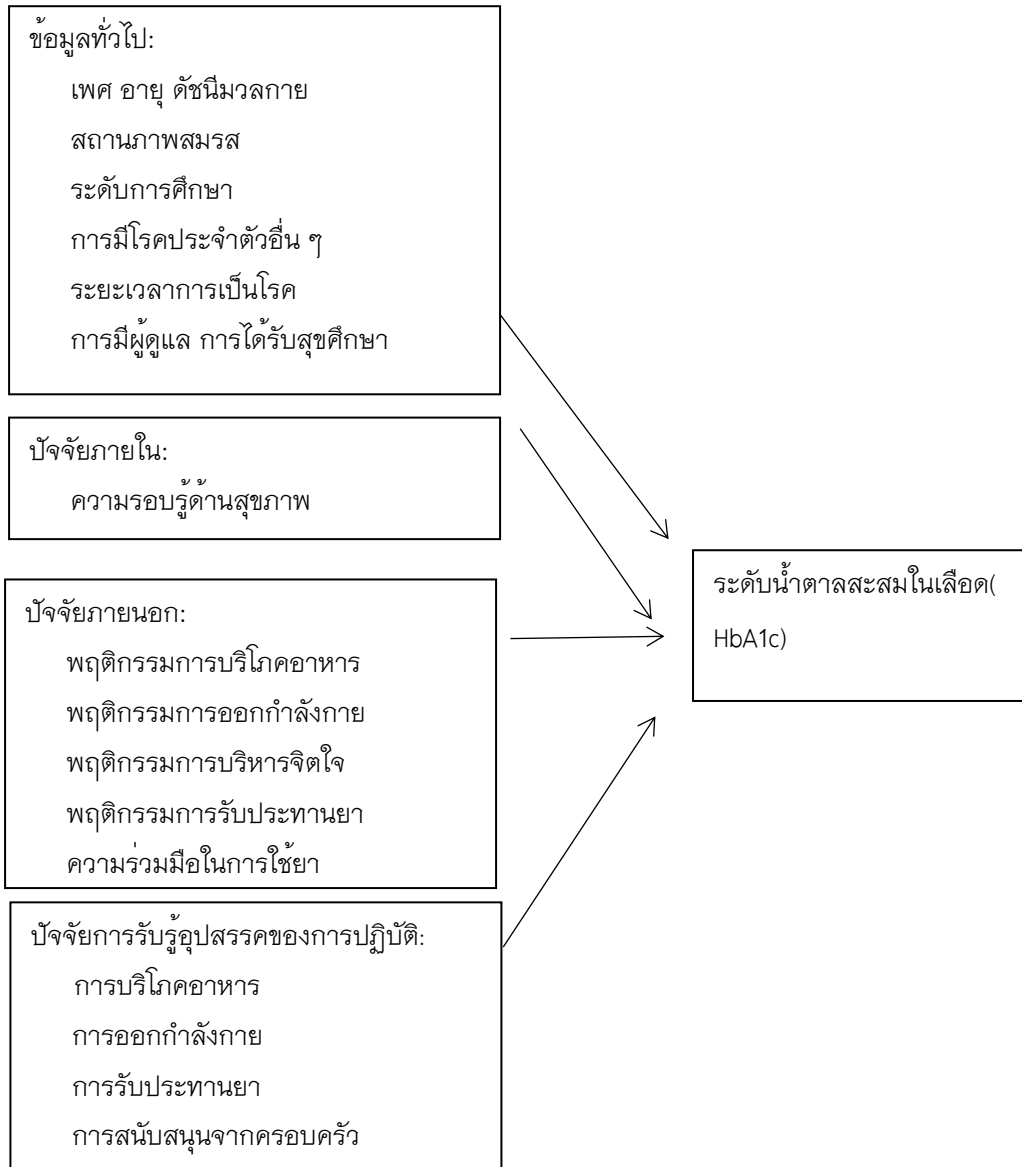 ข้อมูลทั่วไป:
เพศ อายุ ดัชนีมวลกาย
สถานภาพสมรส
ระดับการศึกษา
การมีโรคประจำตัวอื่น ๆ
ระยะเวลาการเป็นโรค
การมีผู้ดูแล การได้รับสุขศึกษา
ปัจจัยภายใน:
ความรอบรู้ด้านสุขภาพ
ปัจจัยภายนอก:
พฤติกรรมการบริโภคอาหาร
พฤติกรรมการออกกำลังกาย
พฤติกรรมการบริหารจิตใจ
พฤติกรรมการรับประทานยา
ความร่วมมือในการใช้ยา
ปัจจัยการรับรู้อุปสรรคของการปฏิบัติ:
การบริโภคอาหาร
การออกกำลังกาย
การรับประทานยา
การสนับสนุนจากครอบครัว
ระดับน้ำตาลสะสมในเลือด(
HbA1c)